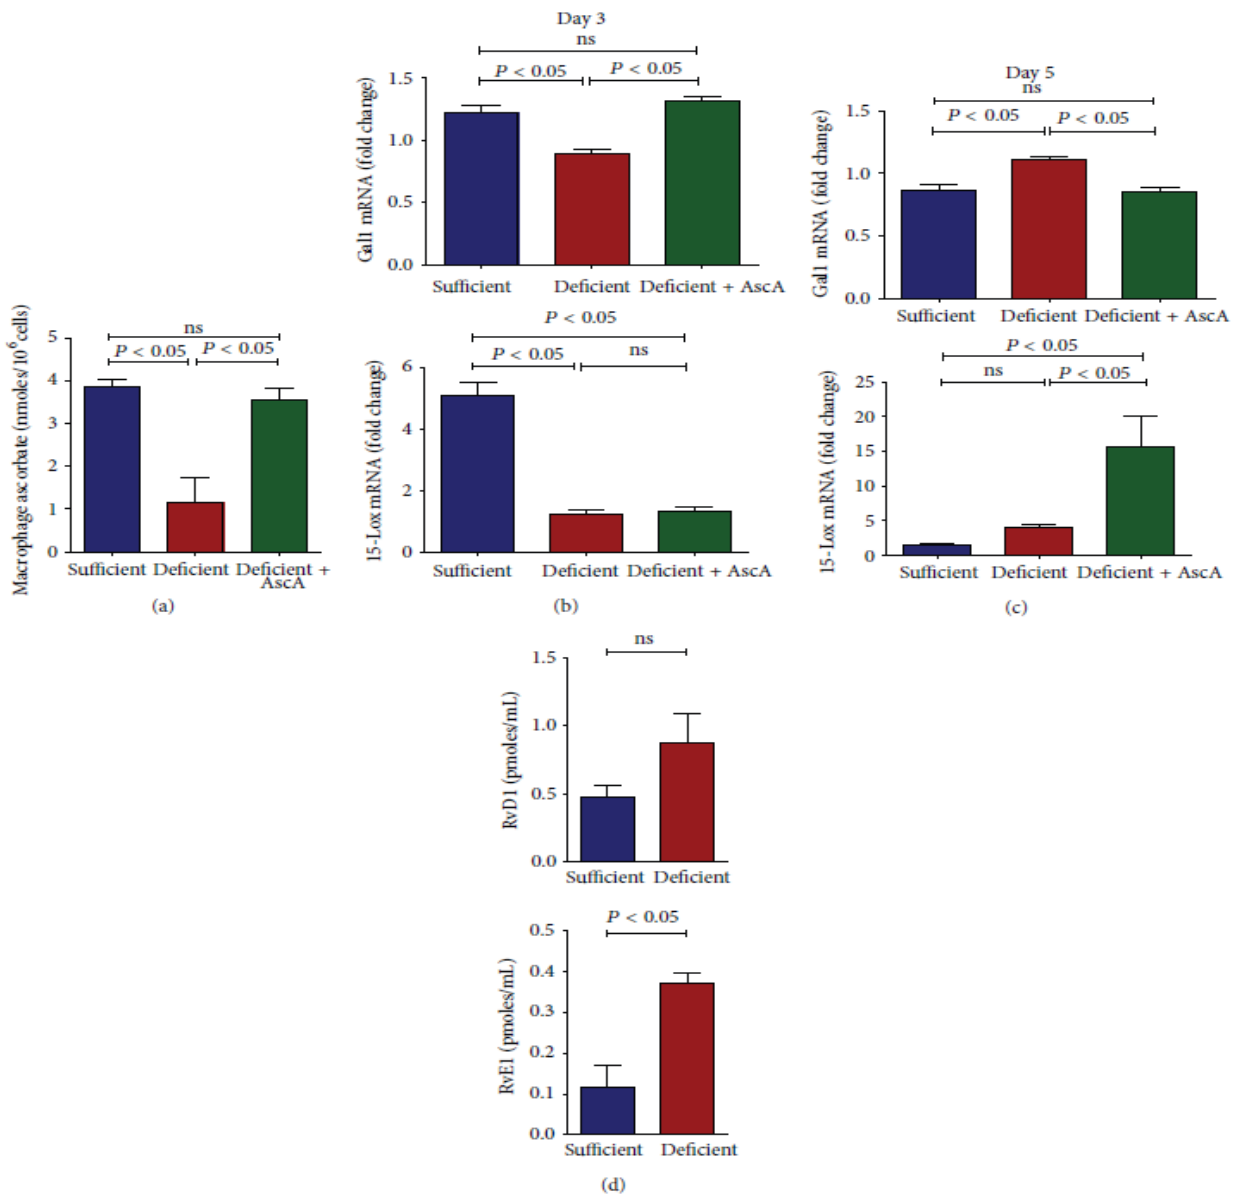 Day 3
ns
P < 0.05 P < 0.05
Gal1 mRNA (fold change)
1.5
1.0
0.5
0.0
Sufficient Deficient Deficient + AscA
Day 5
ns
P < 0.05 P < 0.05
Gal1 mRNA (fold change)
1.5
1.0
0.5
0.0
Sufficient Deficient Deficient + AscA
ns
P < 0.05 P < 0.05
Macrophage ascorbate (nmoles/10⁶ cells)
5
4
3
2
1
0
Sufficient Deficient Deficient +
AscA
(a)
P < 0.05
P < 0.05 ns
15-Lox mRNA (fold change)
6
4
2
0
Sufficient Deficient Deficient + AscA
(b)
P < 0.05
ns P < 0.05
15-Lox mRNA (fold change)
25
20
15
10
5
0
Sufficient Deficient Deficient + AscA
(c)
ns
RvD1 (pmoles/mL)
1.5
1.0
0.5
0.0
Sufficient Deficient
P < 0.05
RvE1 (pmoles/mL)
0.5
0.4
0.3
0.2
0.1
0.0
Sufficient Deficient
(d)